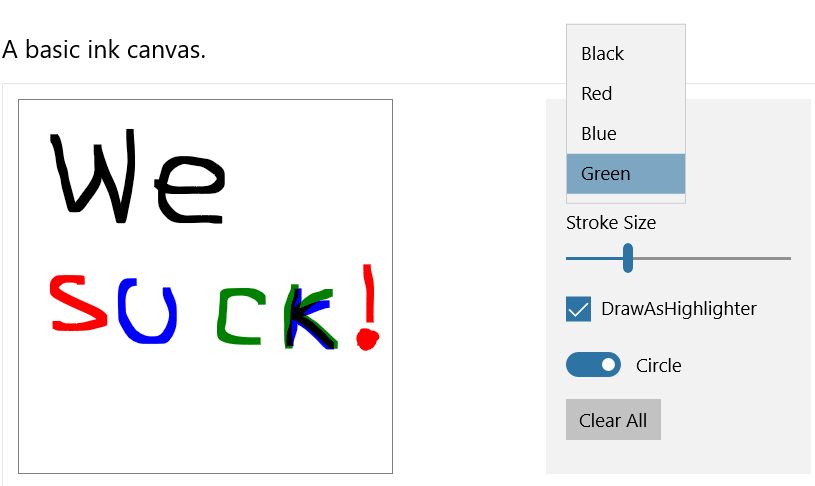 A basic ink canvas.
We
suck!
Black
Red
Blue
Green
Stroke Size
DrawAsHighlighter
Circle
Clear All